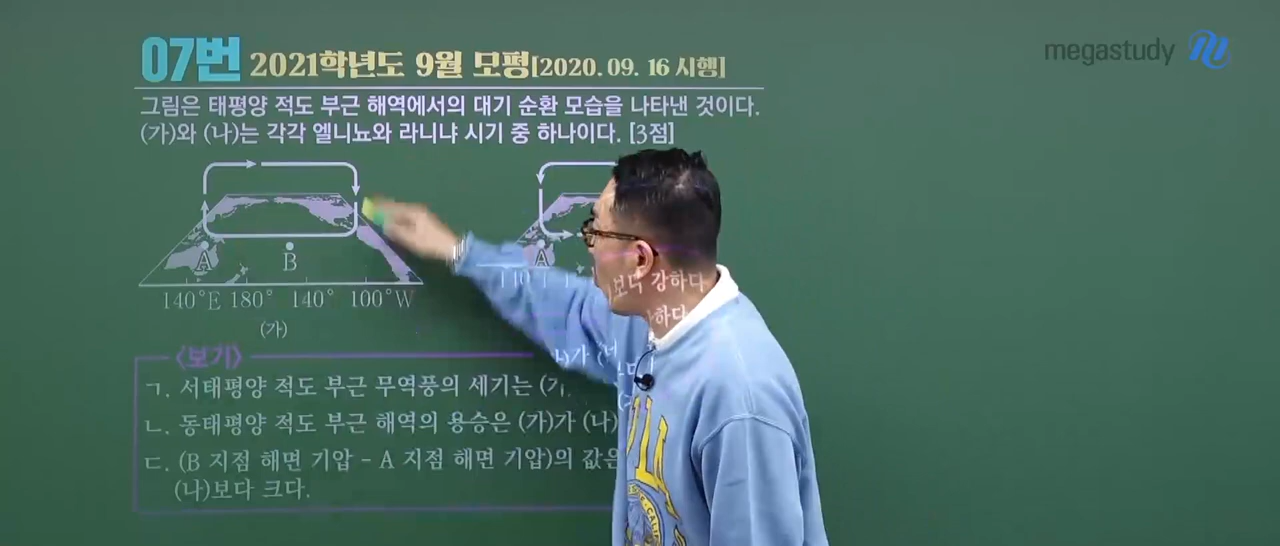 megastudy
07번 2021학년도 9월 모평[2020. 09. 16 시행]
그림은 태평양 적도 부근 해역에서의 대기 순환 모습을 나타낸 것이다.
(가)와 (나)는 각각 엘니뇨와 라니냐 시기 중 하나이다. [3점]
A B
A
140°E 180° 140° 100°W
(가)
<보기>
ㄱ. 서태평양 적도 부근 무역풍의 세기는 보다 강하다
ㄴ. 동태평양 적도 부근 해역의 용승은 (가)가 (나)
ㄷ. (B 지점 해면 기압 - A 지점 해면 기압)의 값은
(나)보다 크다.